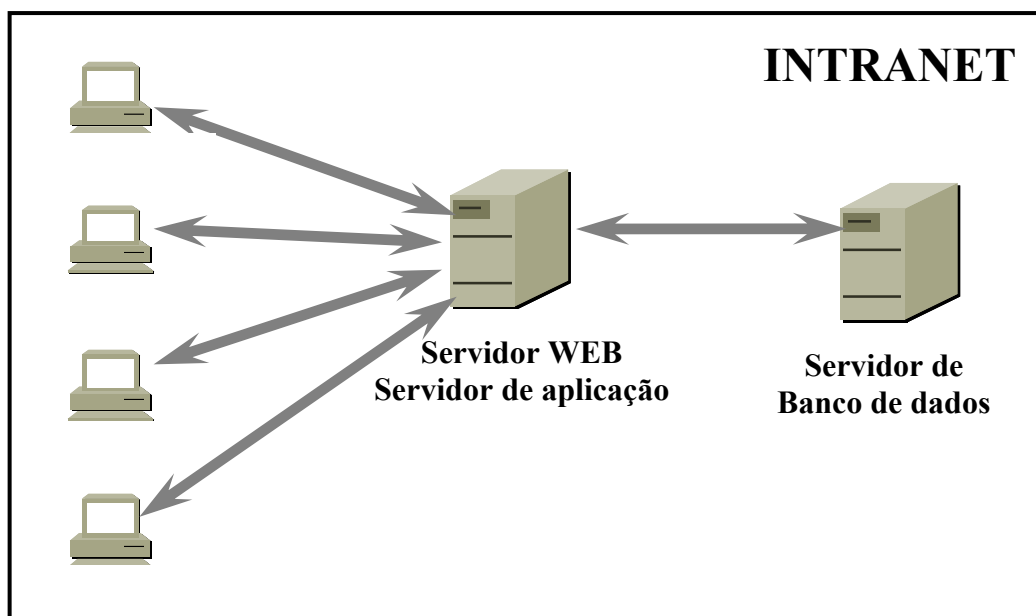 INTRANET
Servidor WEB
Servidor de aplicação
Servidor de
Banco de dados